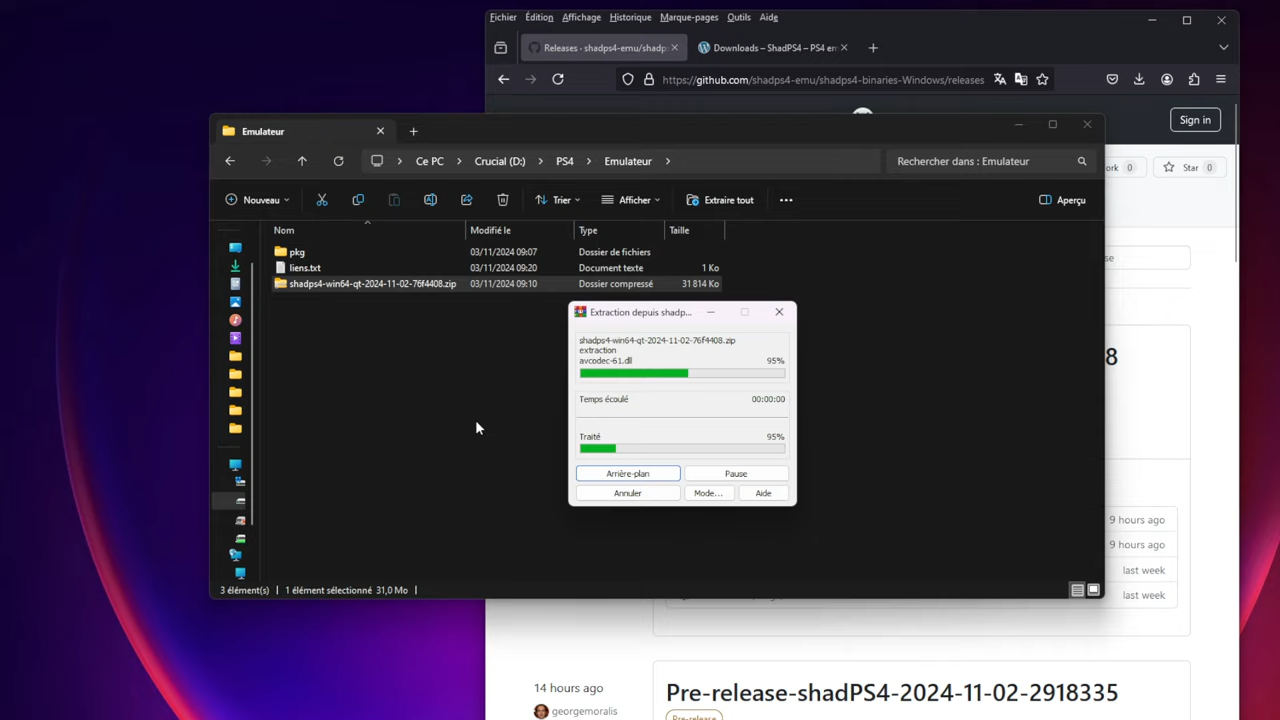 Fichier Édition Affichage Historique Marque-pages Outils Aide
Releases · shadps4-emu/shadp
Downloads – ShadPS4 – PS4 em
https://github.com/shadps4-emu/shadps4-binaries-Windows/releases
Sign in
Emulateur
Ce PC > Crucial (D:) > PS4 > Emulateur >
Rechercher dans : Emulateur
0
Star 0
Nouveau
Trier
Afficher
Extraire tout
Aperçu
Nom Modifié le Type Taille
pkg 03/11/2024 09:07 Dossier de fichiers
liens.txt 03/11/2024 09:20 Document texte 1 Ko
shadps4-win64-qt-2024-11-02-76f4408.zip 03/11/2024 09:10 Dossier compressé 31 814 Ko
Extraction depuis shadp...
shadps4-win64-qt-2024-11-02-76f4408.zip
extraction
avcodec-61.dll 95%
Temps écoulé 00:00:00
Traité 95%
Arrière-plan Pause
Annuler Mode... Aide
8
9 hours ago
9 hours ago
last week
last week
3 élément(s) 1 élément sélectionné 31,0 Mo
14 hours ago
georgemoralis
Pre-release-shadPS4-2024-11-02-2918335
Pre-release